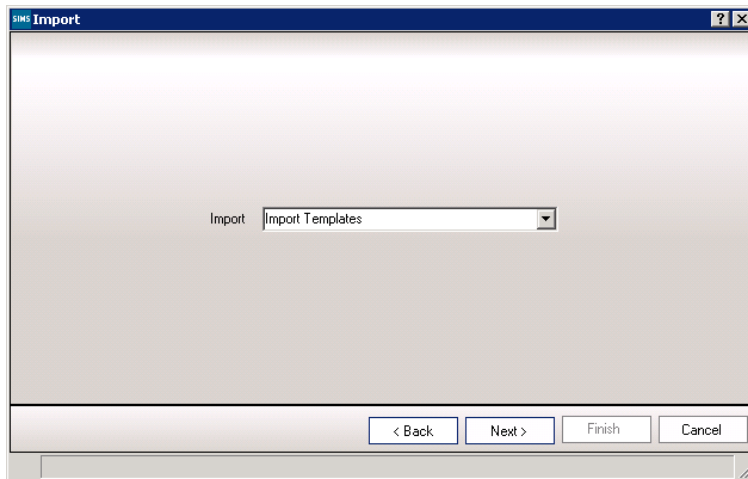 SIMS Import ? X
Import Import Templates
< Back Next > Finish Cancel